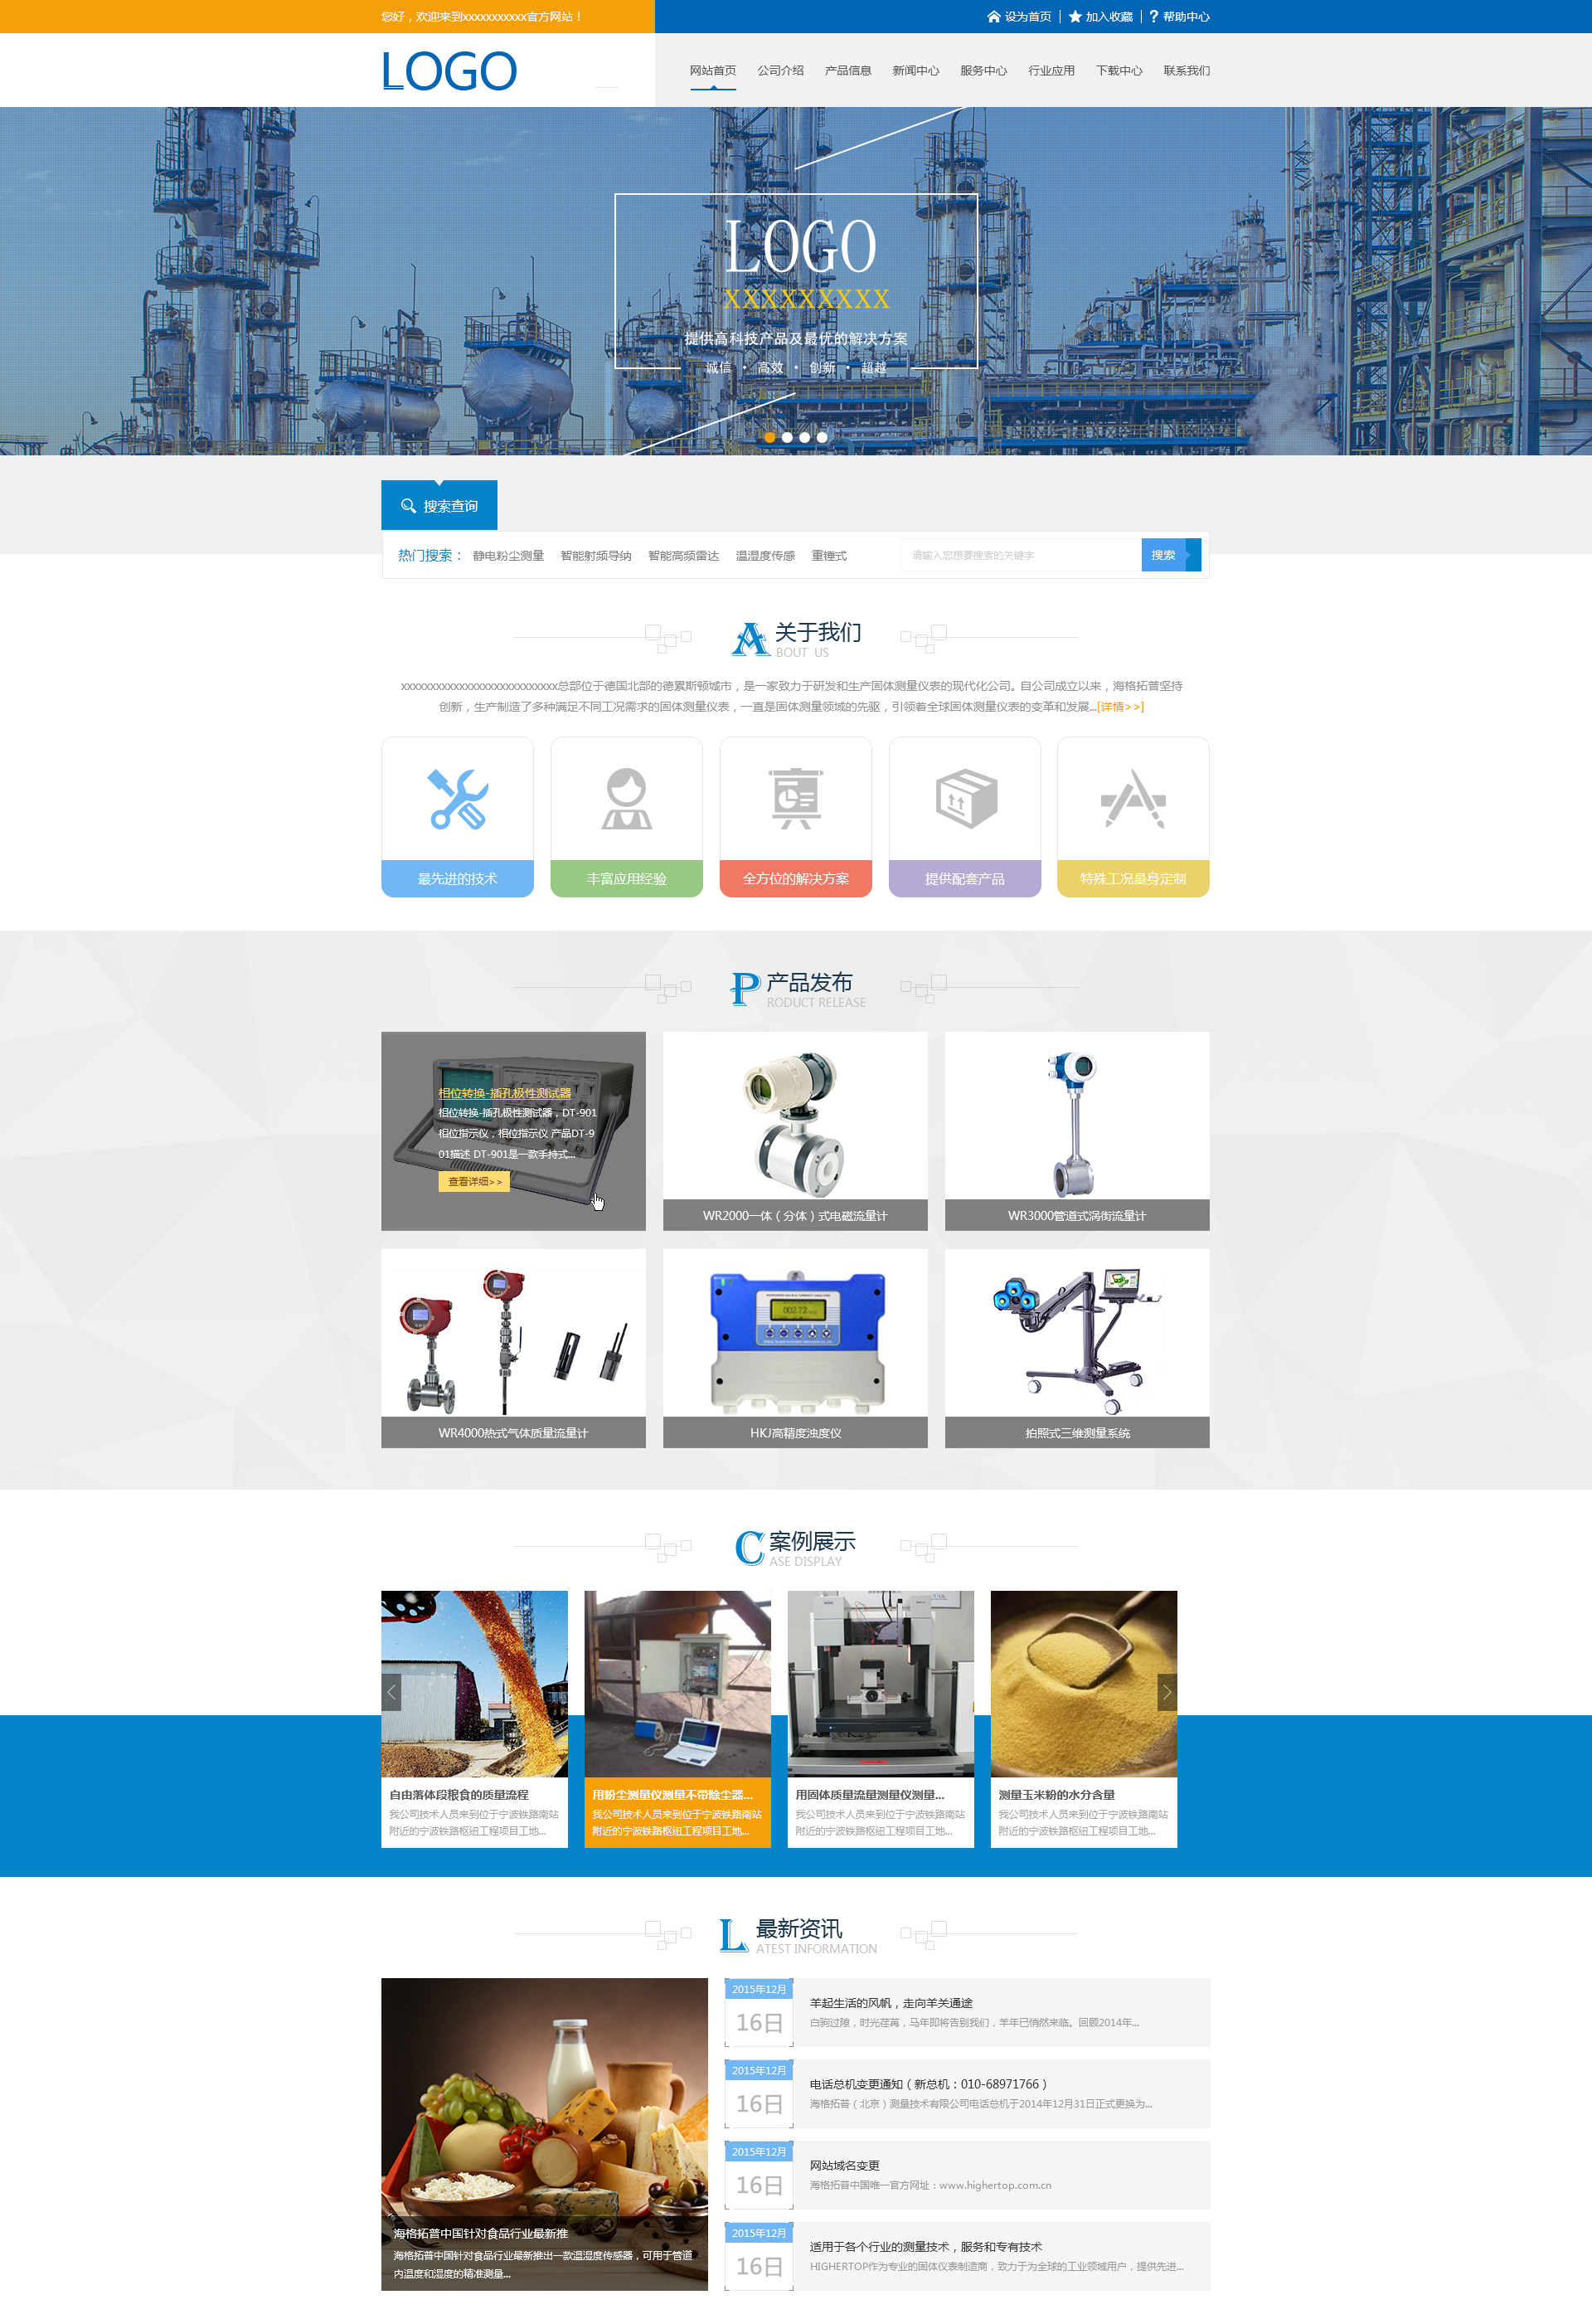 您好，欢迎来到xxxxxxxxxxx官方网站！
设为首页 加入收藏 ? 帮助中心
LOGO
网站首页 公司介绍 产品信息 新闻中心 服务中心 行业应用 下载中心 联系我们
LOGO
XXXXXXXXX
提供高科技产品及最优的解决方案
诚信 • 高效 • 创新 • 超越
搜索查询
热门搜索： 静电粉尘测量 智能射频导纳 智能高频雷达 温湿度传感 重锤式
请输入您想要搜索的关键字 搜索
A 关于我们
BOUT US
xxxxxxxxxxxxxxxxxxxxxxxxxxx总部位于德国北部的德累斯顿城市，是一家致力于研发和生产固体测量仪表的现代化公司。自公司成立以来，海格拓普坚持
创新，生产制造了多种满足不同工况需求的固体测量仪表，一直是固体测量领域的先驱，引领着全球固体测量仪表的变革和发展...[详情>>]
最先进的技术 丰富应用经验 全方位的解决方案 提供配套产品 特殊工况量身定制
P 产品发布
RODUCT RELEASE
相位转换-插孔极性测试器
相位转换-插孔极性测试器，DT-901
相位指示仪，相位指示仪 产品DT-9
01描述 DT-901是一款手持式...
查看详细>>
WR2000一体（分体）式电磁流量计
WR3000管道式涡街流量计
WR4000热式气体质量流量计
002.72
HKJ高精度浊度仪
拍照式三维测量系统
C 案例展示
ASE DISPLAY
自由落体段粮食的质量流程
我公司技术人员来到位于宁波铁路南站
附近的宁波铁路枢纽工程项目工地...
用粉尘测量仪测量不带除尘器...
我公司技术人员来到位于宁波铁路南站
附近的宁波铁路枢纽工程项目工地...
用固体质量流量测量仪测量...
我公司技术人员来到位于宁波铁路南站
附近的宁波铁路枢纽工程项目工地...
测量玉米粉的水分含量
我公司技术人员来到位于宁波铁路南站
附近的宁波铁路枢纽工程项目工地...
L 最新资讯
ATEST INFORMATION
海格拓普中国针对食品行业最新推
海格拓普中国针对食品行业最新推出一款温湿度传感器，可用于管道
内温度和湿度的精准测量...
2015年12月
16日
羊起生活的风帆，走向羊关通途
白驹过隙，时光荏苒，马年即将告别我们，羊年已悄然来临。回顾2014年...
2015年12月
16日
电话总机变更通知（新总机：010-68971766）
海格拓普（北京）测量技术有限公司电话总机于2014年12月31日正式更换为...
2015年12月
16日
网站域名变更
海格拓普中国唯一官方网址：www.highertop.com.cn
2015年12月
16日
适用于各个行业的测量技术，服务和专有技术
HIGHERTOP作为专业的固体仪表制造商，致力于为全球的工业领域用户，提供先进...